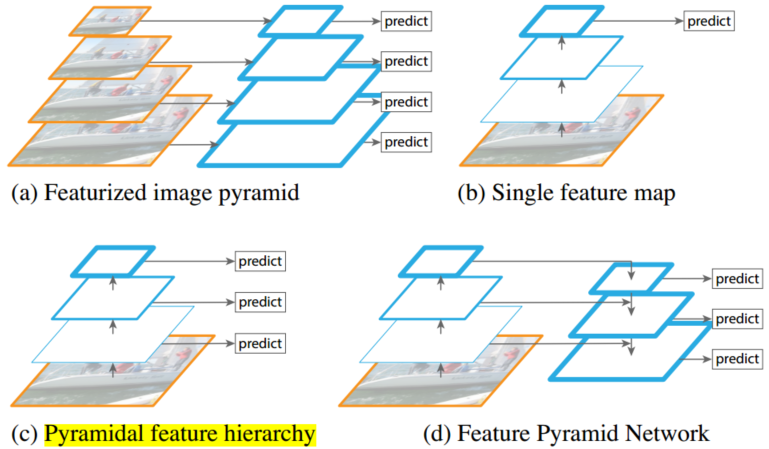 predict
predict
predict
predict
(a) Featurized image pyramid
predict
(b) Single feature map
predict
predict
predict
(c) Pyramidal feature hierarchy
predict
predict
predict
(d) Feature Pyramid Network